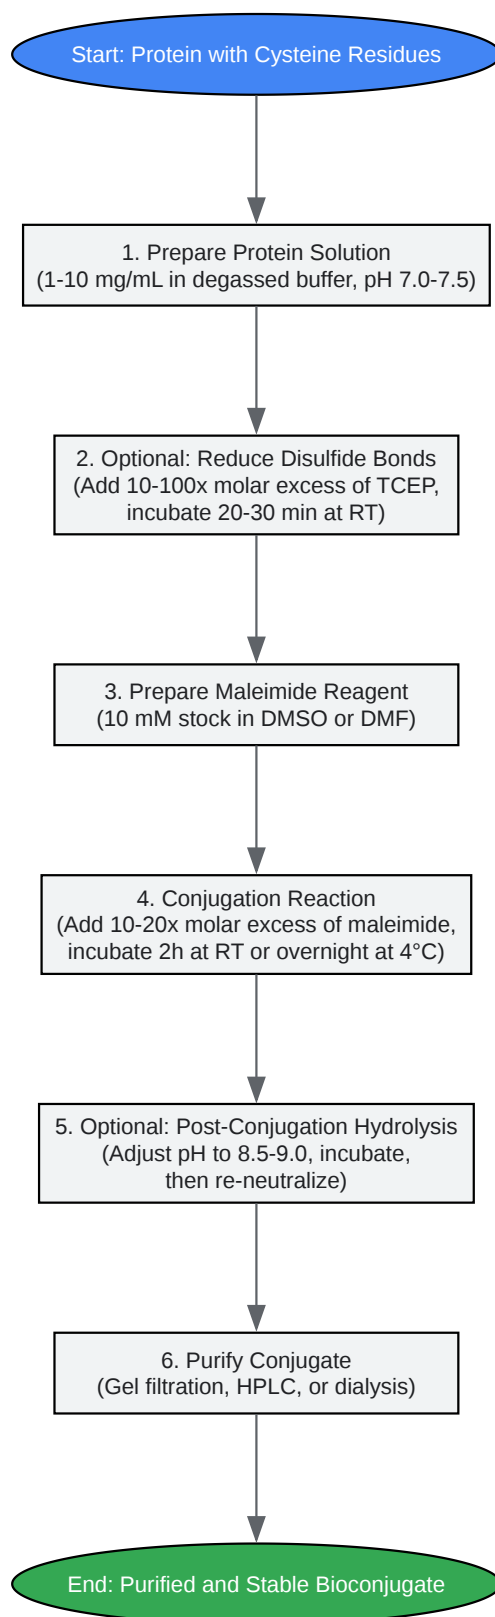 Start: Protein with Cysteine Residues
1. Prepare Protein Solution
(1-10 mg/mL in degassed buffer, pH 7.0-7.5)
2. Optional: Reduce Disulfide Bonds
(Add 10-100x molar excess of TCEP,
incubate 20-30 min at RT)
3. Prepare Maleimide Reagent
(10 mM stock in DMSO or DMF)
4. Conjugation Reaction
(Add 10-20x molar excess of maleimide,
incubate 2h at RT or overnight at 4°C)
5. Optional: Post-Conjugation Hydrolysis
(Adjust pH to 8.5-9.0, incubate,
then re-neutralize)
6. Purify Conjugate
(Gel filtration, HPLC, or dialysis)
End: Purified and Stable Bioconjugate